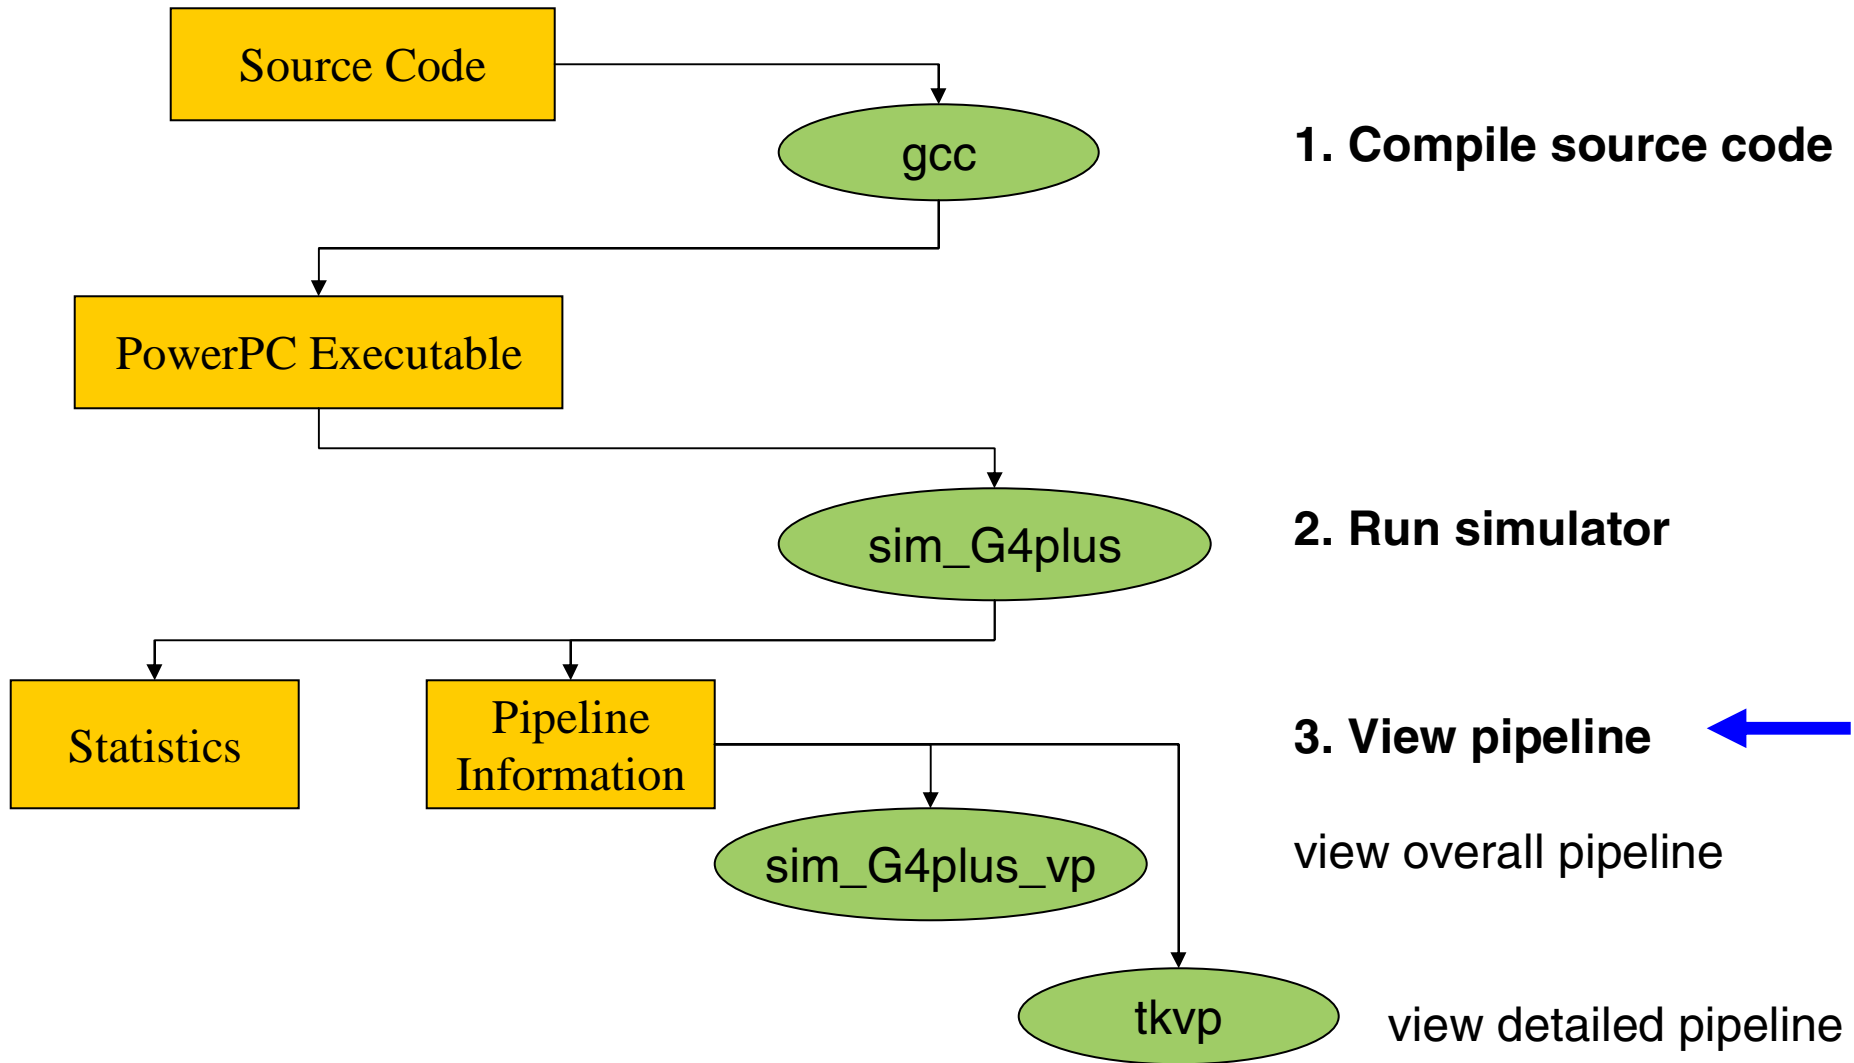 Source Code
gcc
1. Compile source code
PowerPC Executable
sim_G4plus
2. Run simulator
Statistics
Pipeline
Information
3. View pipeline
sim_G4plus_vp
view overall pipeline
tkvp
view detailed pipeline